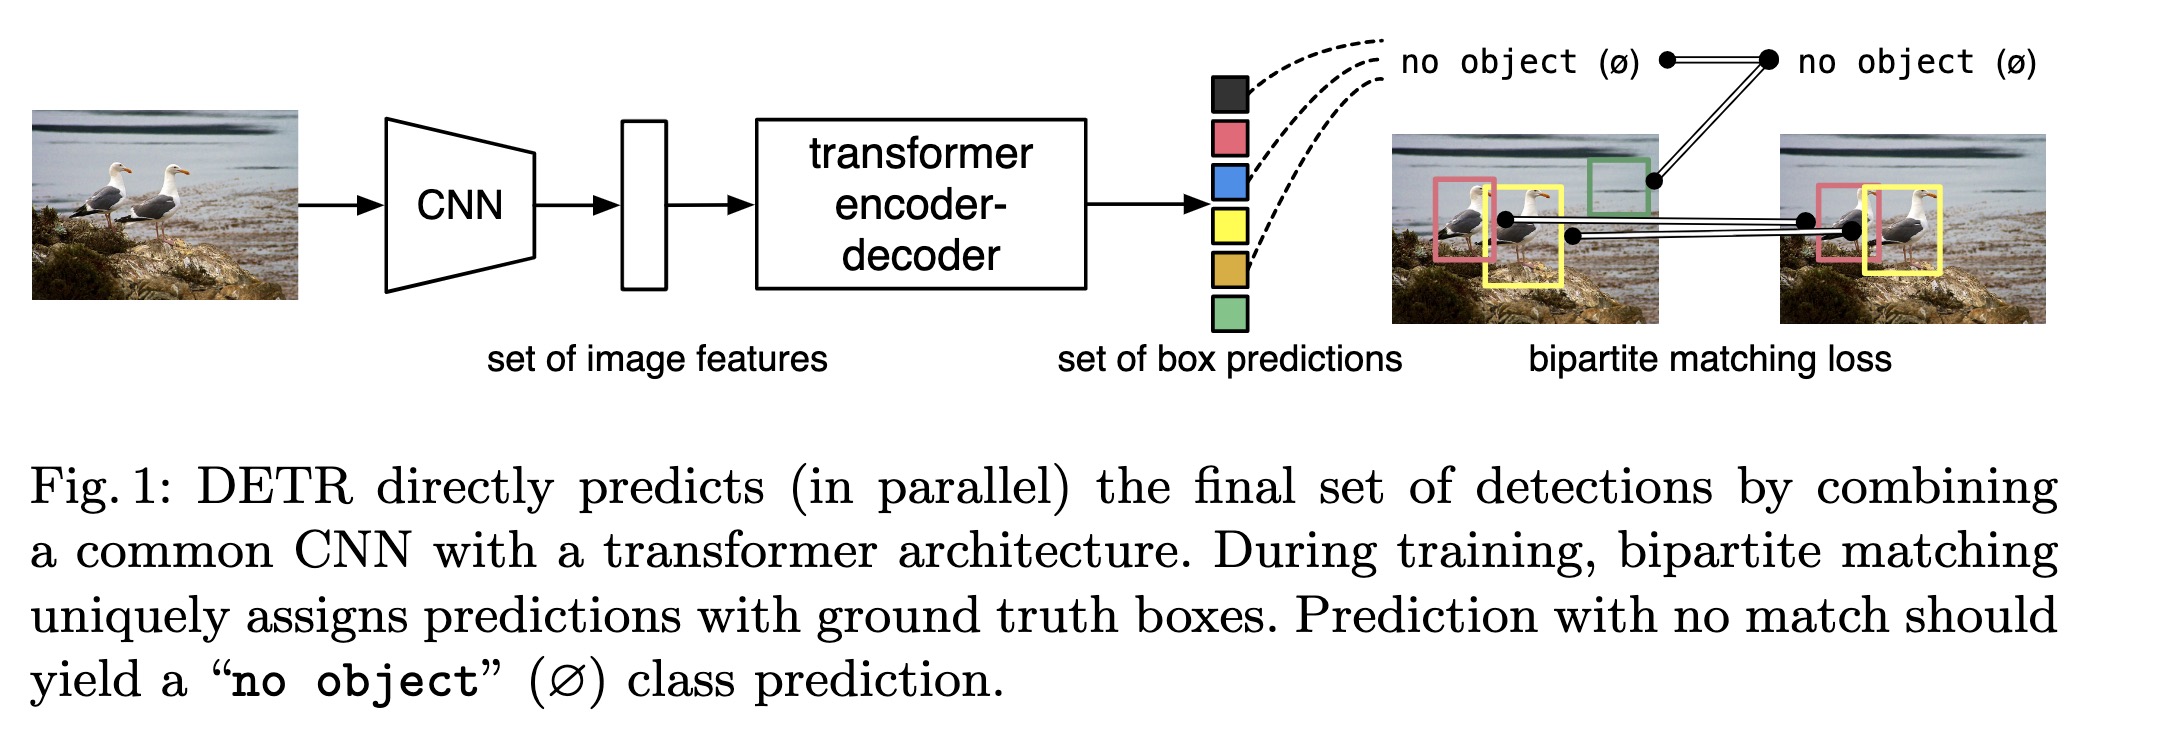 no object (ø)
no object (ø)
CNN
transformer
encoder-
decoder
set of image features
set of box predictions
bipartite matching loss
Fig. 1: DETR directly predicts (in parallel) the final set of detections by combining
a common CNN with a transformer architecture. During training, bipartite matching
uniquely assigns predictions with ground truth boxes. Prediction with no match should
yield a “no object” (∅) class prediction.